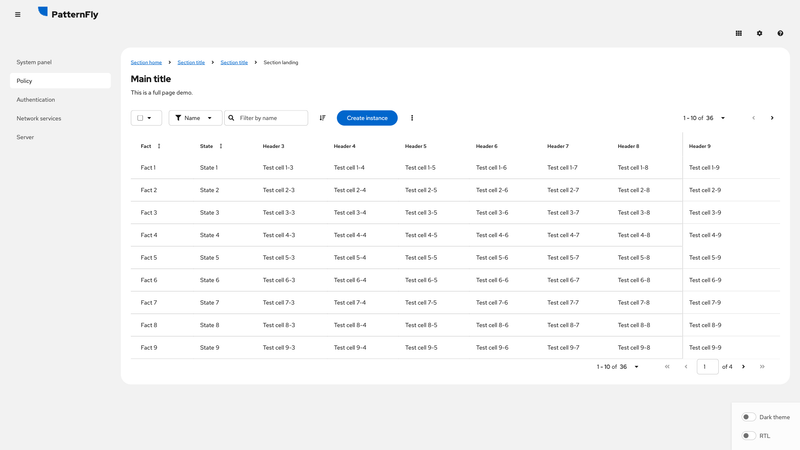 PatternFly
System panel
Policy
Authentication
Network services
Server
Section home > Section title > Section title > Section landing
Main title
This is a full page demo.
Name Filter by name Create instance 1 - 10 of 36
Fact State Header 3 Header 4 Header 5 Header 6 Header 7 Header 8 Header 9
Fact 1 State 1 Test cell 1-3 Test cell 1-4 Test cell 1-5 Test cell 1-6 Test cell 1-7 Test cell 1-8 Test cell 1-9
Fact 2 State 2 Test cell 2-3 Test cell 2-4 Test cell 2-5 Test cell 2-6 Test cell 2-7 Test cell 2-8 Test cell 2-9
Fact 3 State 3 Test cell 3-3 Test cell 3-4 Test cell 3-5 Test cell 3-6 Test cell 3-7 Test cell 3-8 Test cell 3-9
Fact 4 State 4 Test cell 4-3 Test cell 4-4 Test cell 4-5 Test cell 4-6 Test cell 4-7 Test cell 4-8 Test cell 4-9
Fact 5 State 5 Test cell 5-3 Test cell 5-4 Test cell 5-5 Test cell 5-6 Test cell 5-7 Test cell 5-8 Test cell 5-9
Fact 6 State 6 Test cell 6-3 Test cell 6-4 Test cell 6-5 Test cell 6-6 Test cell 6-7 Test cell 6-8 Test cell 6-9
Fact 7 State 7 Test cell 7-3 Test cell 7-4 Test cell 7-5 Test cell 7-6 Test cell 7-7 Test cell 7-8 Test cell 7-9
Fact 8 State 8 Test cell 8-3 Test cell 8-4 Test cell 8-5 Test cell 8-6 Test cell 8-7 Test cell 8-8 Test cell 8-9
Fact 9 State 9 Test cell 9-3 Test cell 9-4 Test cell 9-5 Test cell 9-6 Test cell 9-7 Test cell 9-8 Test cell 9-9
1 - 10 of 36 1 of 4
Dark theme
RTL